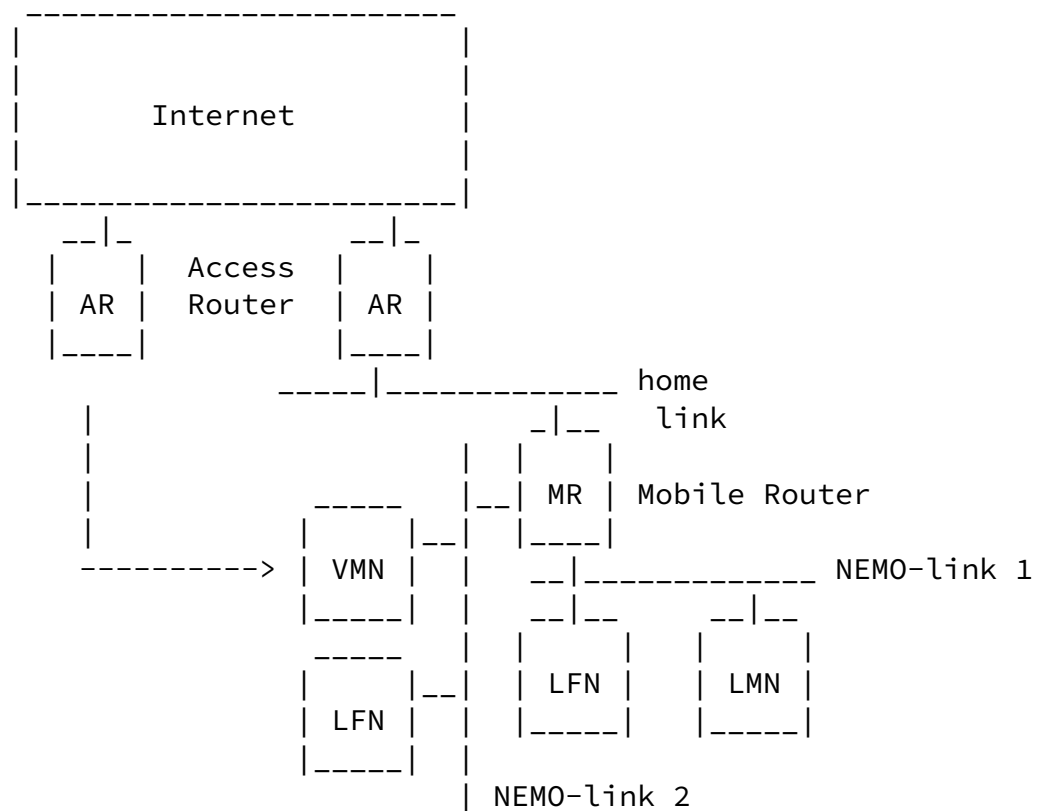 Internet
Access
AR Router AR
home
link
MR Mobile Router
VMN NEMO-link 1
LFN LMN
LFN
NEMO-link 2